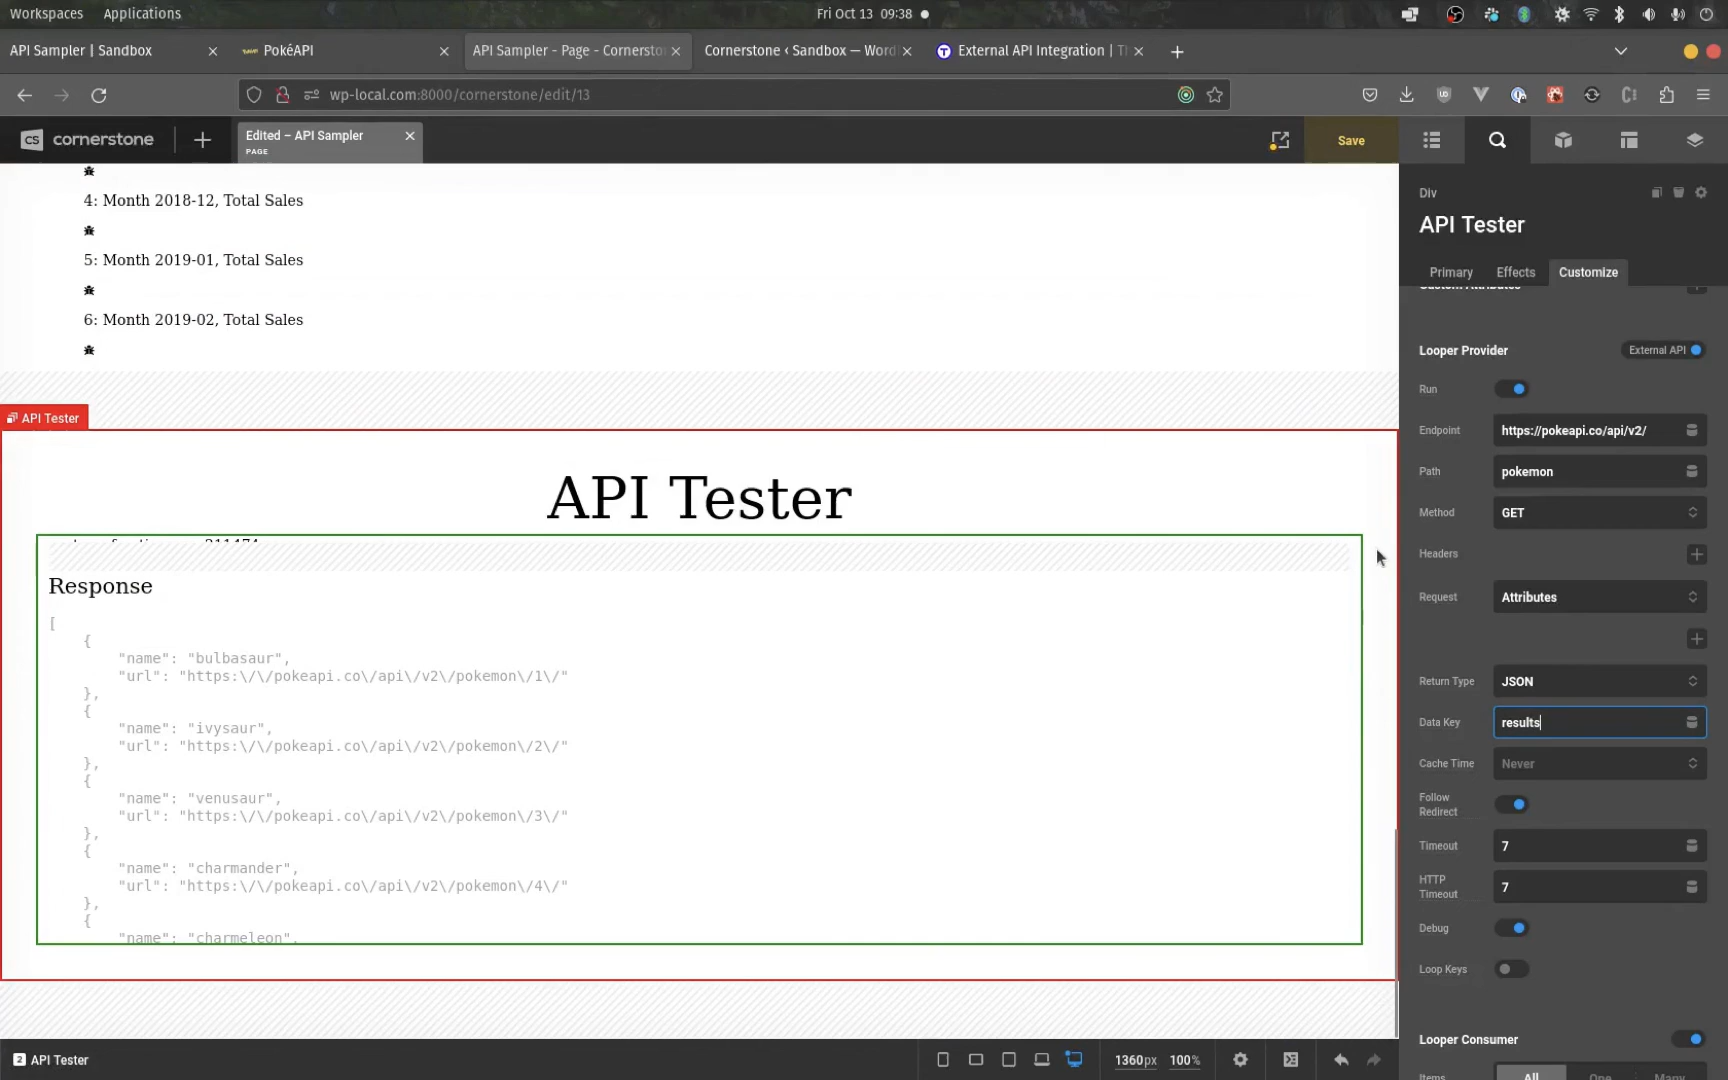 Workspaces Applications Fri Oct 13 09:38
API Sampler | Sandbox PokéAPI API Sampler - Page - Cornersto Cornerstone ‹ Sandbox — Word External API Integration | Th
wp-local.com:8000/cornerstone/edit/13
cs cornerstone Edited – API Sampler Save
PAGE
4: Month 2018-12, Total Sales
5: Month 2019-01, Total Sales
6: Month 2019-02, Total Sales
API Tester
API Tester
Response
[
{
"name": "bulbasaur",
"url": "https:\/\/pokeapi.co\/api\/v2\/pokemon\/1\/"
},
{
"name": "ivysaur",
"url": "https:\/\/pokeapi.co\/api\/v2\/pokemon\/2\/"
},
{
"name": "venusaur",
"url": "https:\/\/pokeapi.co\/api\/v2\/pokemon\/3\/"
},
{
"name": "charmander",
"url": "https:\/\/pokeapi.co\/api\/v2\/pokemon\/4\/"
},
{
"name": "charmeleon",
Div
API Tester
Primary Effects Customize
Custom Attributes
Looper Provider External API
Run
Endpoint https://pokeapi.co/api/v2/
Path pokemon
Method GET
Headers
Request Attributes
Return Type JSON
Data Key results
Cache Time Never
Follow
Redirect
Timeout 7
HTTP
Timeout 7
Debug
Loop Keys
Looper Consumer
Items All One Many
2 API Tester 1360px 100%